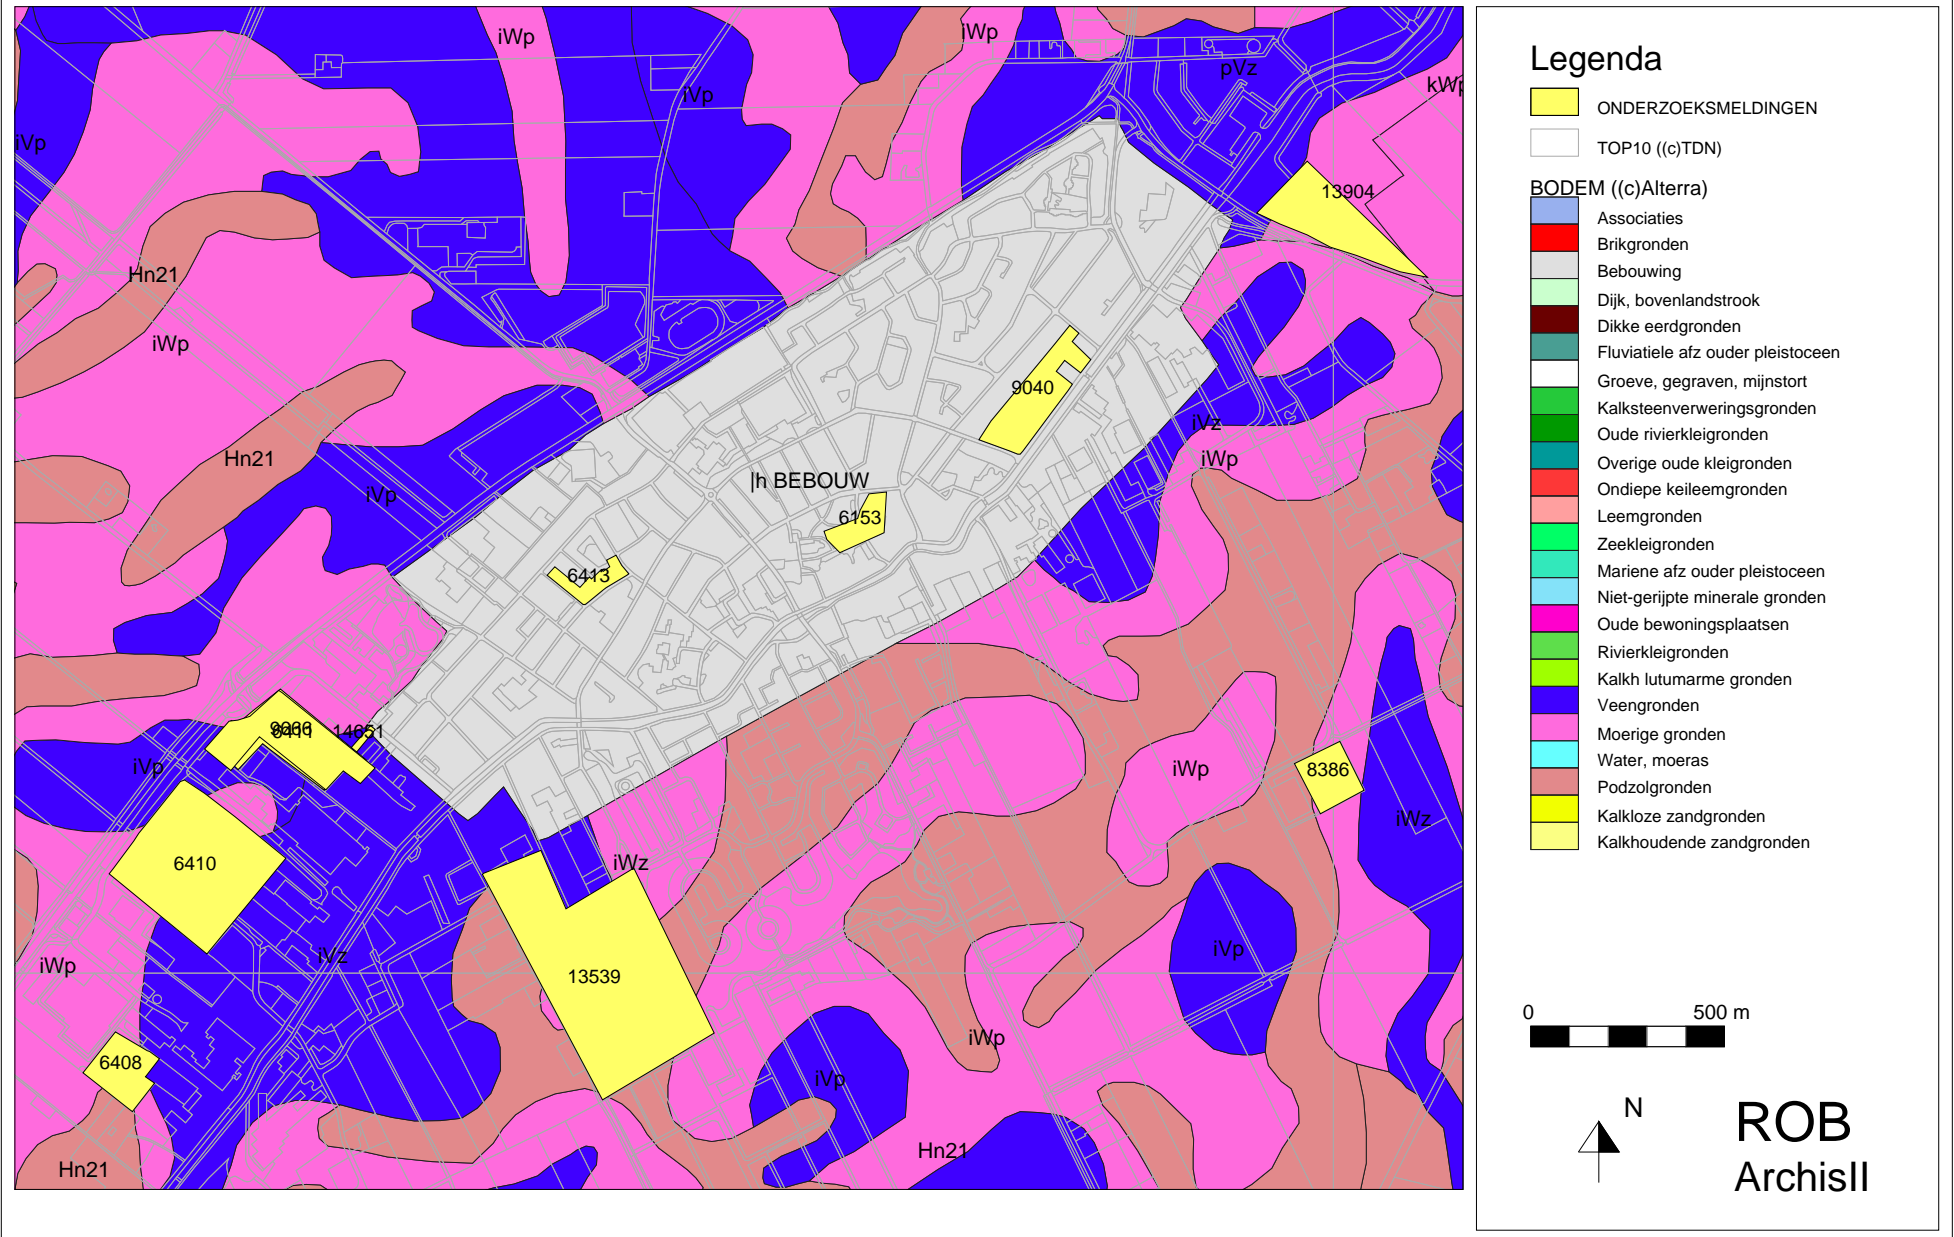 iWp
iWp
pVz
iVp
kWp
iVp
13904
Hn21
iWp
9040
iVz
Hn21
iWp
|h BEBOUW
iVp
6153
6413
6411
14651
iVp
iWp
8386
iWz
6410
iWz
iVz
iVp
iWp
13539
iWp
6408
iVp
Hn21
Hn21
Legenda
ONDERZOEKSMELDINGEN
TOP10 ((c)TDN)
BODEM ((c)Alterra)
Associaties
Brikgronden
Bebouwing
Dijk, bovenlandstrook
Dikke eerdgronden
Fluviatiele afz ouder pleistoceen
Groeve, gegraven, mijnstort
Kalksteenverweringsgronden
Oude rivierkleigronden
Overige oude kleigronden
Ondiepe keileemgronden
Leemgronden
Zeekleigronden
Mariene afz ouder pleistoceen
Niet-gerijpte minerale gronden
Oude bewoningsplaatsen
Rivierkleigronden
Kalkh lutumarme gronden
Veengronden
Moerige gronden
Water, moeras
Podzolgronden
Kalkloze zandgronden
Kalkhoudende zandgronden
0 500 m
N
ROB
ArchisII